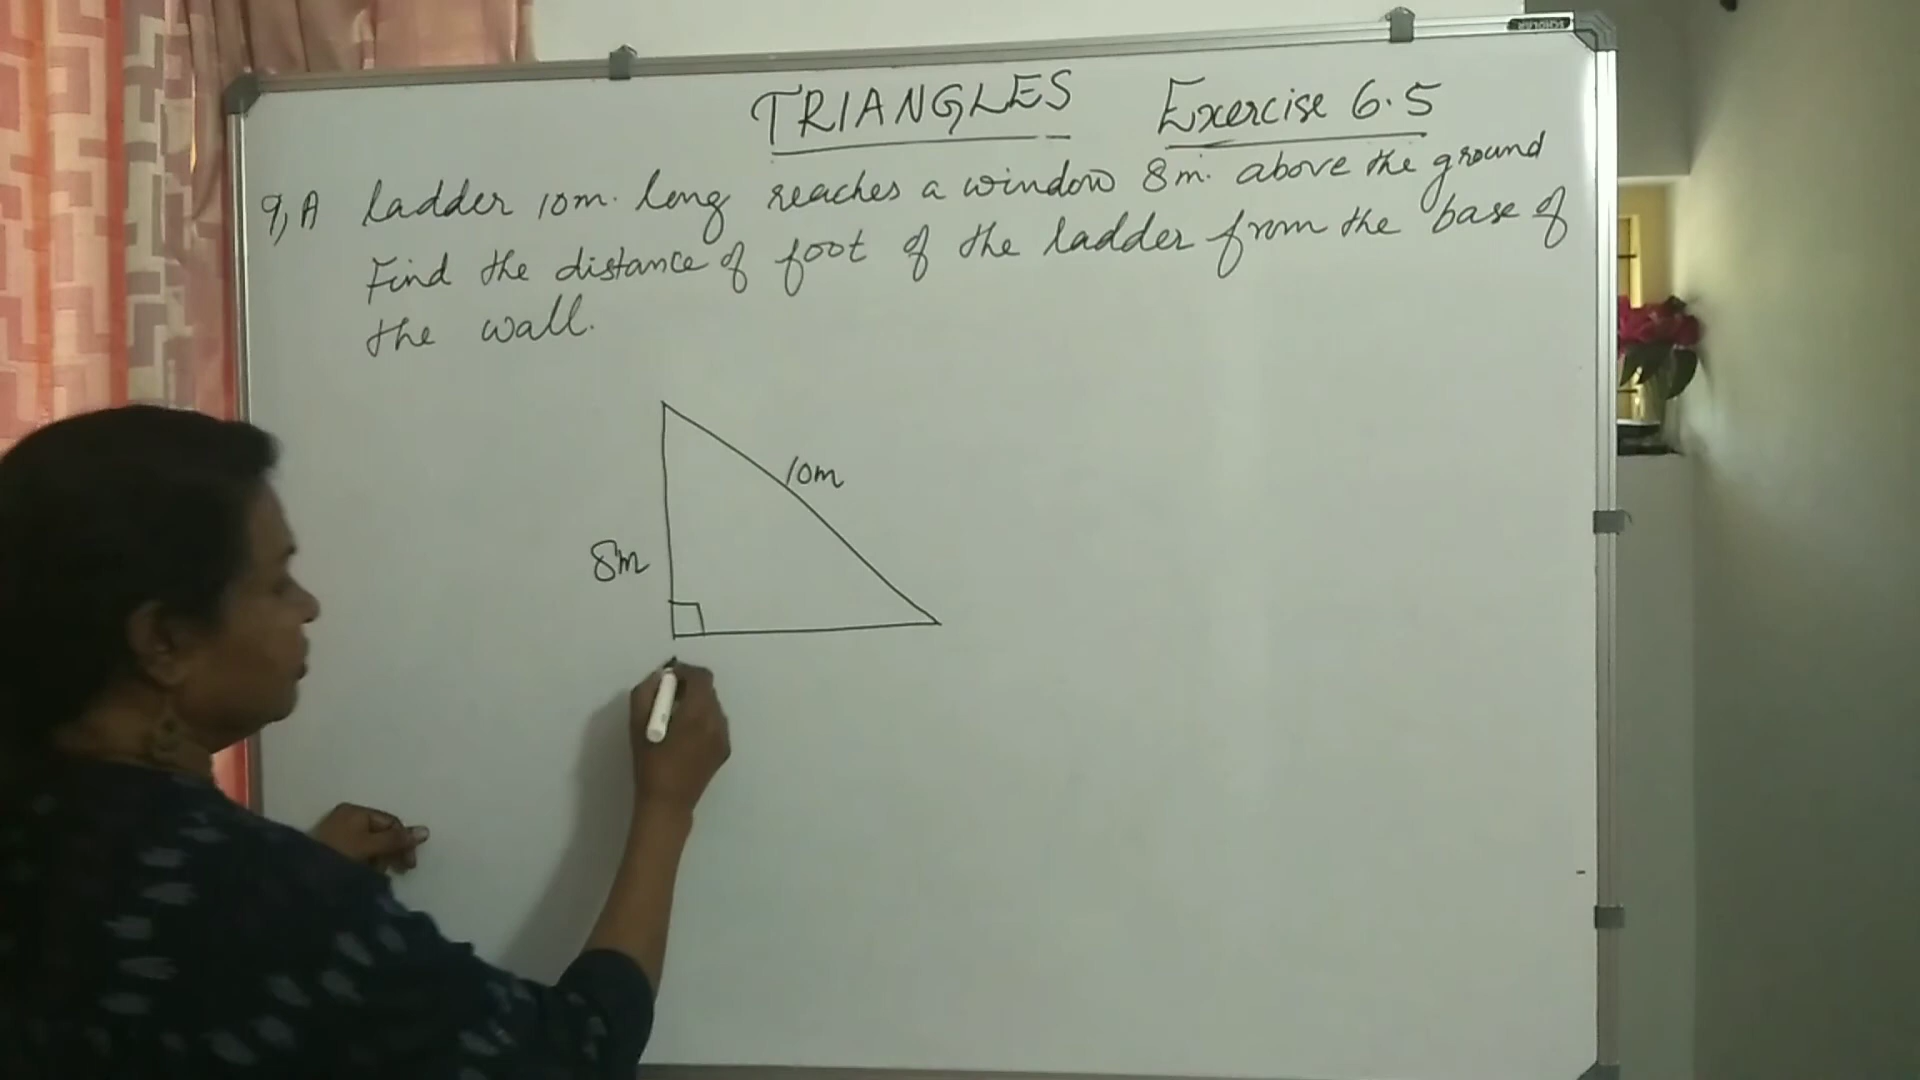 TRIANGLES Exercise 6.5
9, A ladder 10m. long reaches a window 8m. above the ground
Find the distance of foot of the ladder from the base of
the wall.
10m
8m
SCHOLAR